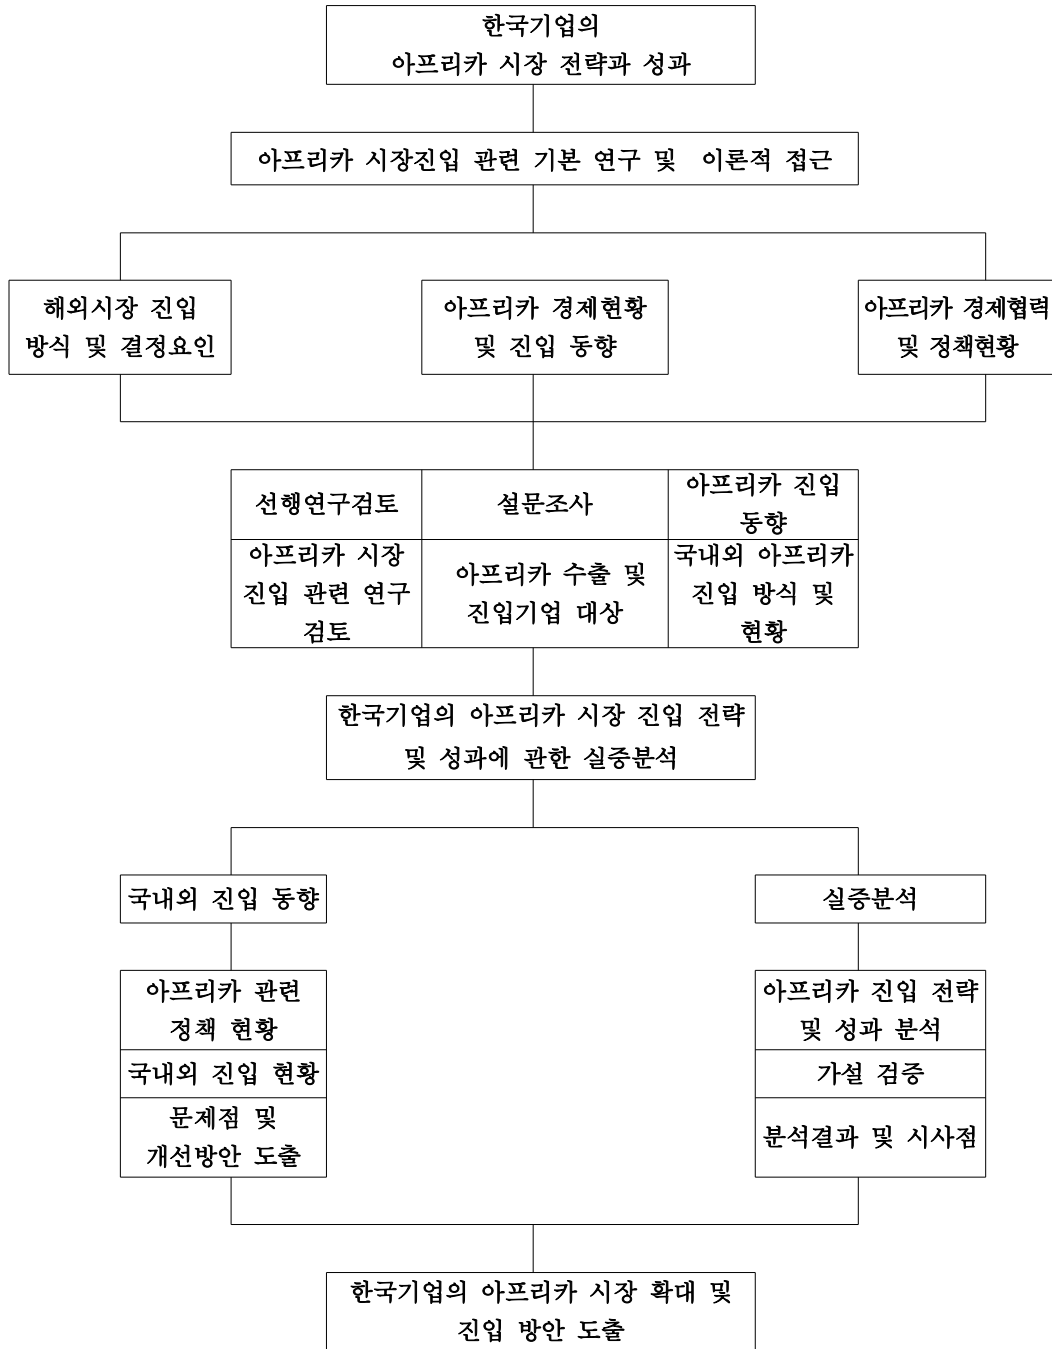 한국기업의
아프리카 시장 전략과 성과
아프리카 시장진입 관련 기본 연구 및 이론적 접근
해외시장 진입
방식 및 결정요인
아프리카 경제현황
및 진입 동향
아프리카 경제협력
및 정책현황
선행연구검토
설문조사
아프리카 진입
동향
아프리카 시장
진입 관련 연구
검토
아프리카 수출 및
진입기업 대상
국내외 아프리카
진입 방식 및
현황
한국기업의 아프리카 시장 진입 전략
및 성과에 관한 실증분석
국내외 진입 동향
실증분석
아프리카 관련
정책 현황
국내외 진입 현황
문제점 및
개선방안 도출
아프리카 진입 전략
및 성과 분석
가설 검증
분석결과 및 시사점
한국기업의 아프리카 시장 확대 및
진입 방안 도출